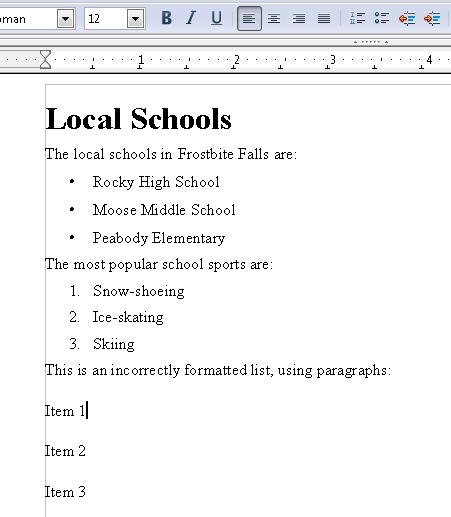 oman 12 B I U
1 2 3 4
Local Schools
The local schools in Frostbite Falls are:
• Rocky High School
• Moose Middle School
• Peabody Elementary
The most popular school sports are:
1. Snow-shoeing
2. Ice-skating
3. Skiing
This is an incorrectly formatted list, using paragraphs:
Item 1
Item 2
Item 3